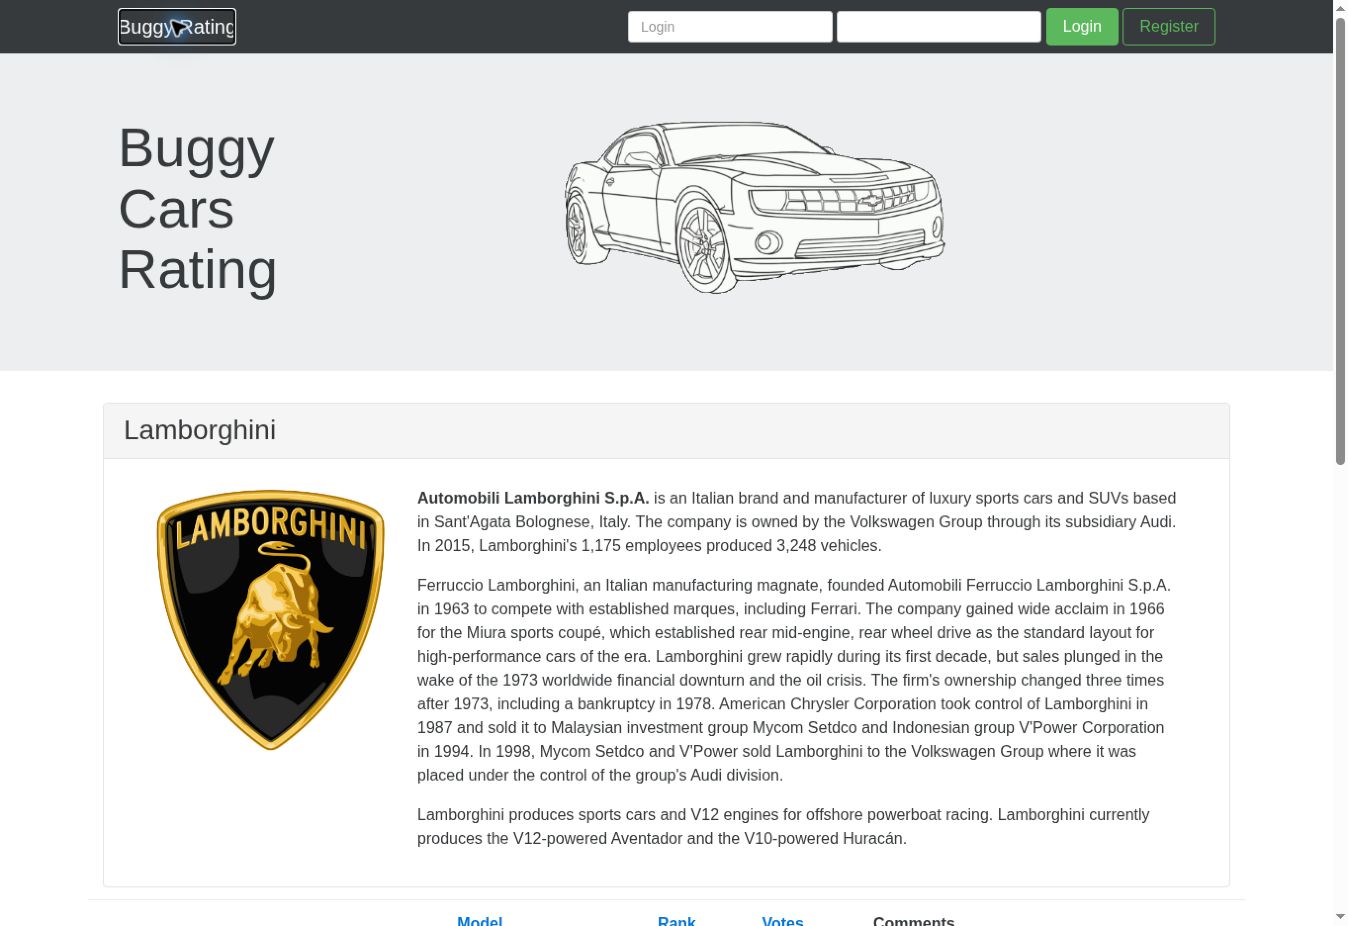 Buggy Rating
Login
Login
Register
Buggy
Cars
Rating
Lamborghini
LAMBORGHINI
Automobili Lamborghini S.p.A. is an Italian brand and manufacturer of luxury sports cars and SUVs based
in Sant'Agata Bolognese, Italy. The company is owned by the Volkswagen Group through its subsidiary Audi.
In 2015, Lamborghini's 1,175 employees produced 3,248 vehicles.
Ferruccio Lamborghini, an Italian manufacturing magnate, founded Automobili Ferruccio Lamborghini S.p.A.
in 1963 to compete with established marques, including Ferrari. The company gained wide acclaim in 1966
for the Miura sports coupé, which established rear mid-engine, rear wheel drive as the standard layout for
high-performance cars of the era. Lamborghini grew rapidly during its first decade, but sales plunged in the
wake of the 1973 worldwide financial downturn and the oil crisis. The firm's ownership changed three times
after 1973, including a bankruptcy in 1978. American Chrysler Corporation took control of Lamborghini in
1987 and sold it to Malaysian investment group Mycom Setdco and Indonesian group V'Power Corporation
in 1994. In 1998, Mycom Setdco and V'Power sold Lamborghini to the Volkswagen Group where it was
placed under the control of the group's Audi division.
Lamborghini produces sports cars and V12 engines for offshore powerboat racing. Lamborghini currently
produces the V12-powered Aventador and the V10-powered Huracán.
Model Rank Votes Comments